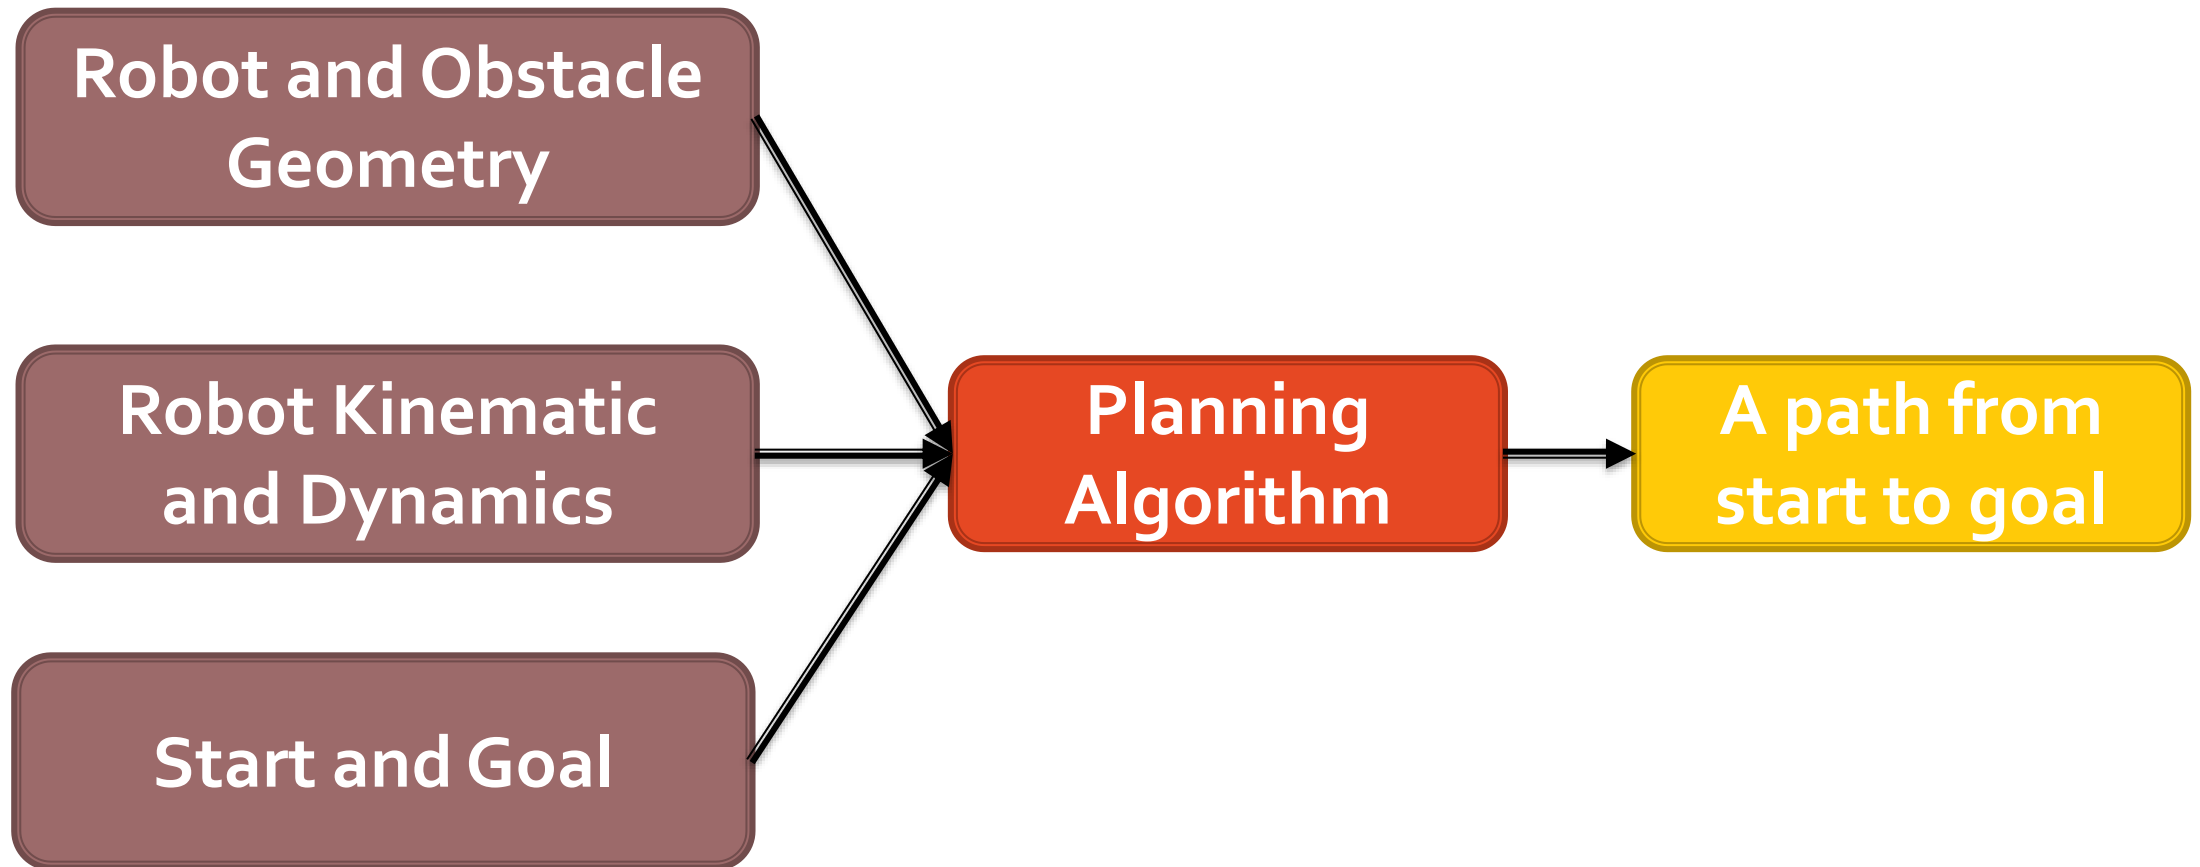 Robot and Obstacle
Geometry
Robot Kinematic
and Dynamics
Start and Goal
Planning
Algorithm
A path from
start to goal